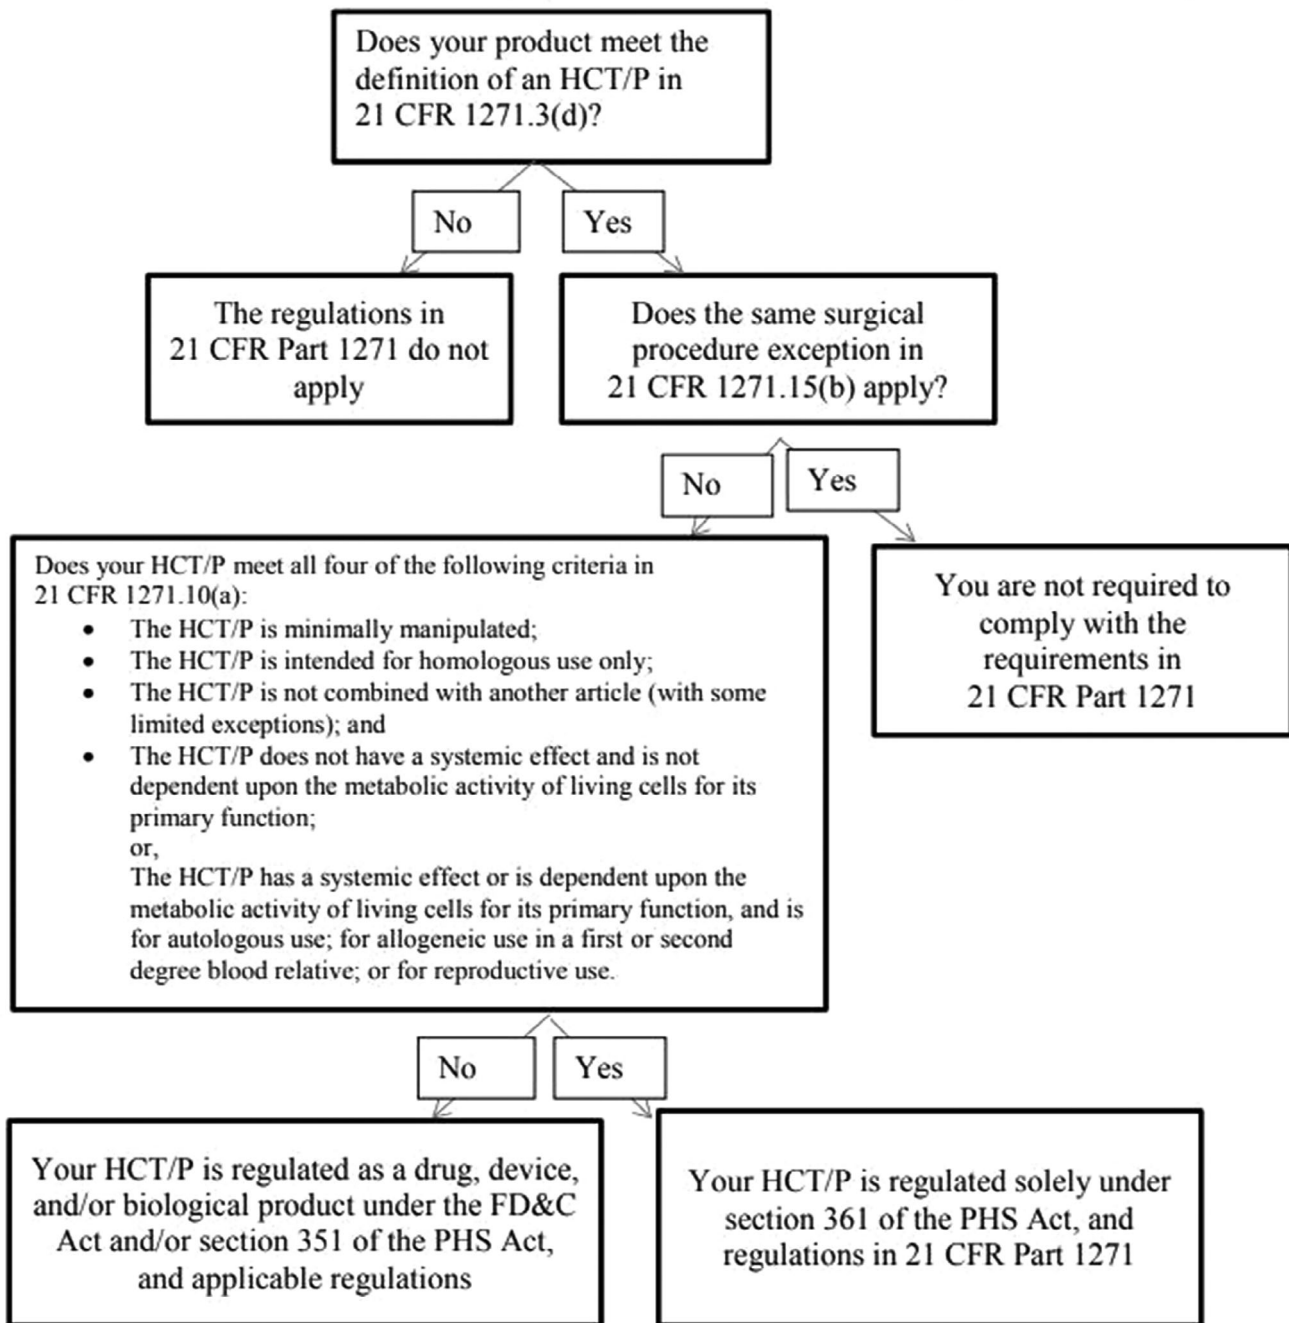 Does your product meet the
definition of an HCT/P in
21 CFR 1271.3(d)?
No
Yes
The regulations in
21 CFR Part 1271 do not
apply
Does the same surgical
procedure exception in
21 CFR 1271.15(b) apply?
No
Yes
Does your HCT/P meet all four of the following criteria in
21 CFR 1271.10(a):
• The HCT/P is minimally manipulated;
• The HCT/P is intended for homologous use only;
• The HCT/P is not combined with another article (with some
limited exceptions); and
• The HCT/P does not have a systemic effect and is not
dependent upon the metabolic activity of living cells for its
primary function;
or,
The HCT/P has a systemic effect or is dependent upon the
metabolic activity of living cells for its primary function, and is
for autologous use; for allogeneic use in a first or second
degree blood relative; or for reproductive use.
You are not required to
comply with the
requirements in
21 CFR Part 1271
No
Yes
Your HCT/P is regulated as a drug, device,
and/or biological product under the FD&C
Act and/or section 351 of the PHS Act,
and applicable regulations
Your HCT/P is regulated solely under
section 361 of the PHS Act, and
regulations in 21 CFR Part 1271